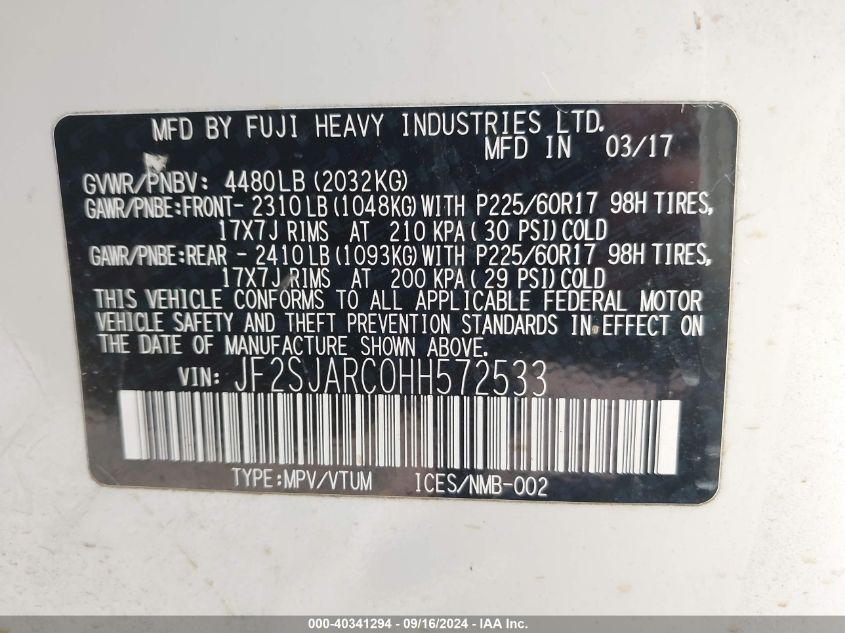 MFD BY FUJI HEAVY INDUSTRIES LTD.
MFD IN 03/17
GVWR/PNBV: 4480LB (2032KG)
GAWR/PNBE:FRONT- 2310LB (1048KG) WITH P225/60R17 98H TIRES,
17X7J RIMS AT 210 KPA (30 PSI) COLD
GAWR/PNBE:REAR - 2410LB (1093KG) WITH P225/60R17 98H TIRES,
17X7J RIMS AT 200 KPA (29 PSI) COLD
THIS VEHICLE CONFORMS TO ALL APPLICABLE FEDERAL MOTOR
VEHICLE SAFETY AND THEFT PREVENTION STANDARDS IN EFFECT ON
THE DATE OF MANUFACTURE SHOWN ABOVE.
VIN: JF2SJARC0HH572533
TYPE:MPV/VTUM ICES/NMB-002
000-40341294 - 09/16/2024 - IAA Inc.